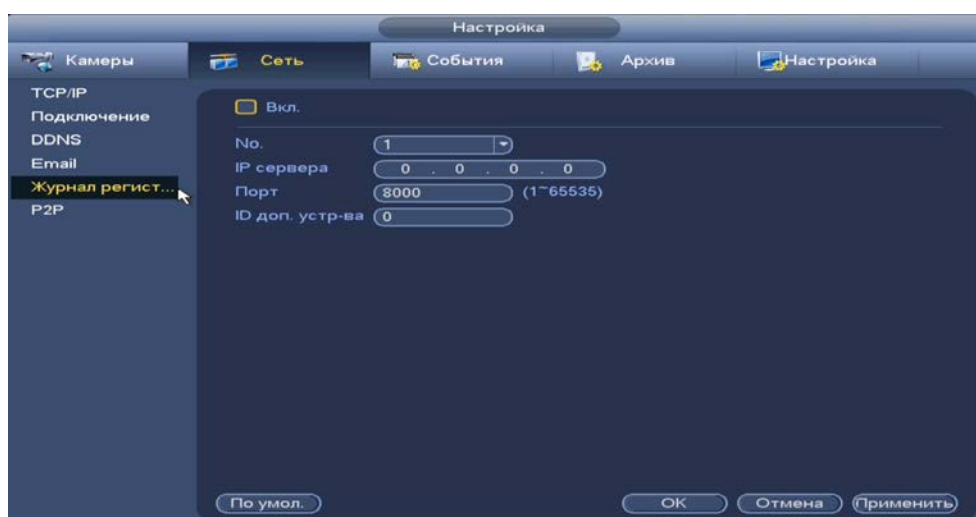 Настройка
Камеры Сеть События Архив Настройка
TCP/IP
Подключение
DDNS
Email
Журнал регист...
P2P
Вкл.
No. 1
IP сервера 0 . 0 . 0 . 0
Порт 8000 (1~65535)
ID доп. устр-ва 0
По умол. OK Отмена Применить